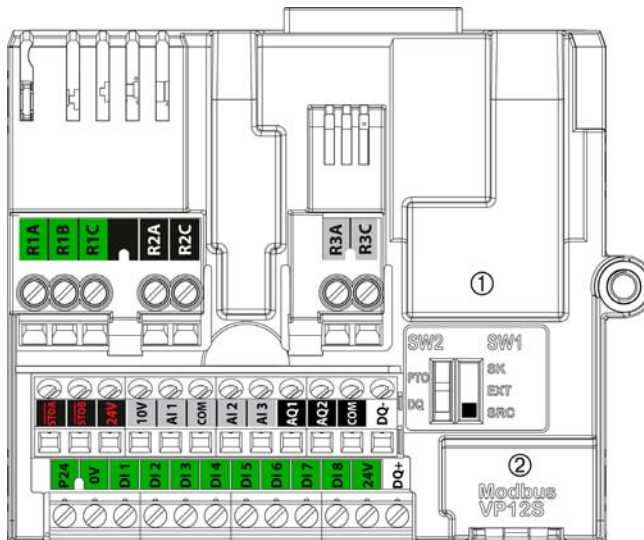 R1A R1B R1C R2A R2C R3A R3C
①
SW2 SW1
PTO SK
DQ EXT
SRC
STOA STOB 24V 10V AI1 COM AI2 AI3 AQ1 AQ2 COM DQ-
P24 0V DI1 DI2 DI3 DI4 DI5 DI6 DI7 DI8 24V DQ+
②
Modbus
VP12S